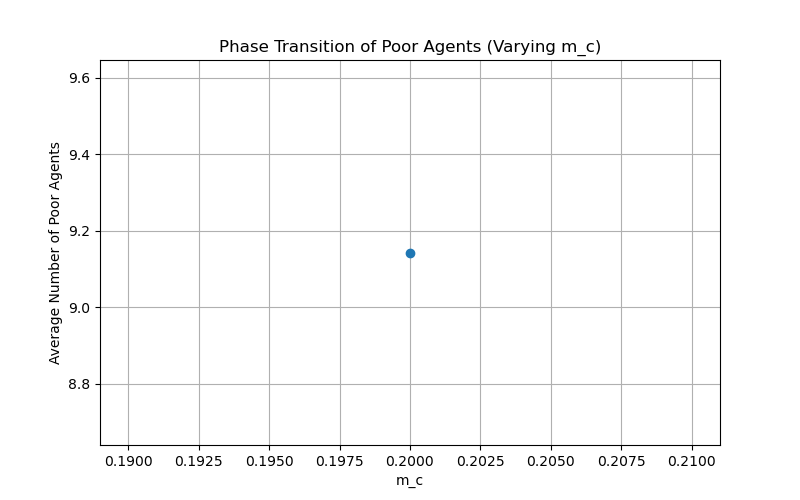 Phase Transition of Poor Agents (Varying m_c)
Average Number of Poor Agents
9.6
9.4
9.2
9.0
8.8
0.1900 0.1925 0.1950 0.1975 0.2000 0.2025 0.2050 0.2075 0.2100
m_c